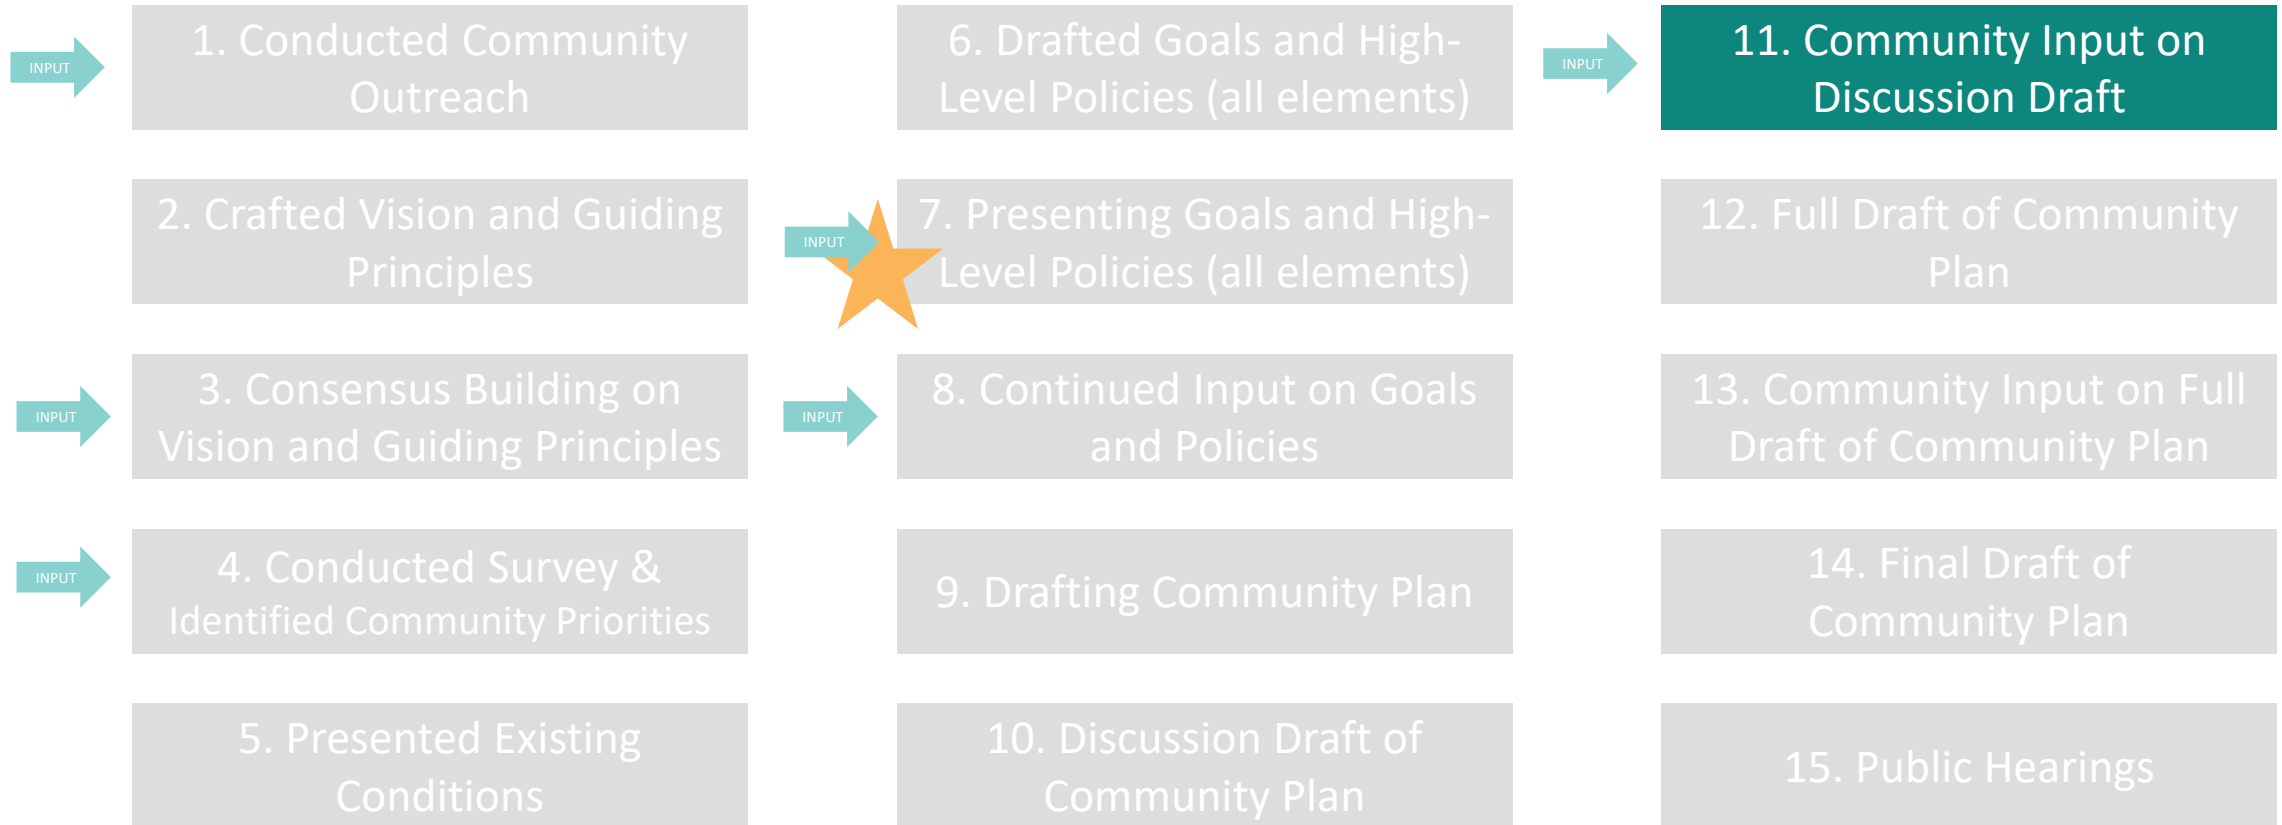 INPUT
1. Conducted Community
Outreach
2. Crafted Vision and Guiding
Principles
INPUT
3. Consensus Building on
Vision and Guiding Principles
INPUT
4. Conducted Survey &
Identified Community Priorities
5. Presented Existing
Conditions
6. Drafted Goals and High-
Level Policies (all elements)
INPUT
7. Presenting Goals and High-
Level Policies (all elements)
INPUT
8. Continued Input on Goals
and Policies
9. Drafting Community Plan
10. Discussion Draft of
Community Plan
INPUT
11. Community Input on
Discussion Draft
12. Full Draft of Community
Plan
13. Community Input on Full
Draft of Community Plan
14. Final Draft of
Community Plan
15. Public Hearings